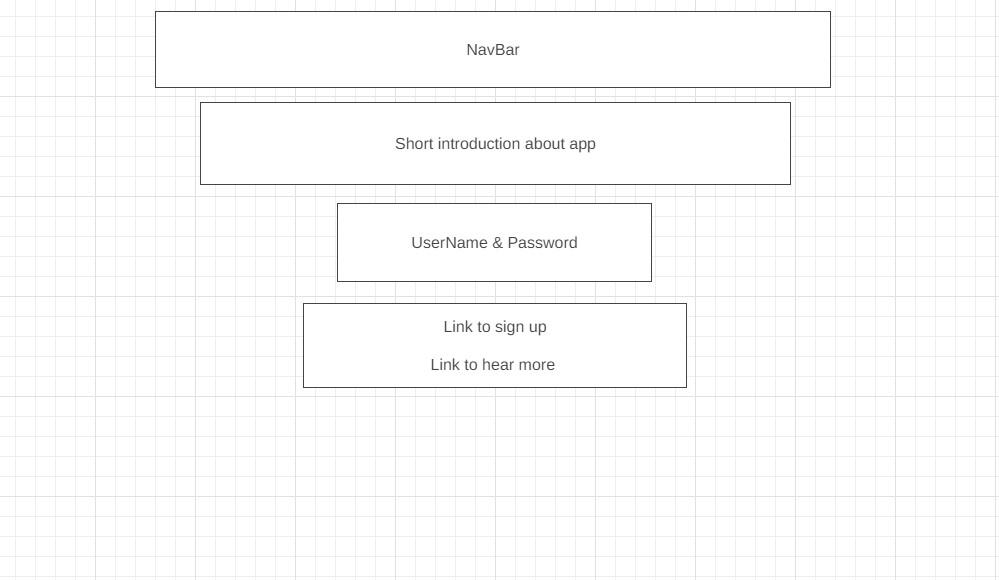 NavBar
Short introduction about app
UserName & Password
Link to sign up
Link to hear more